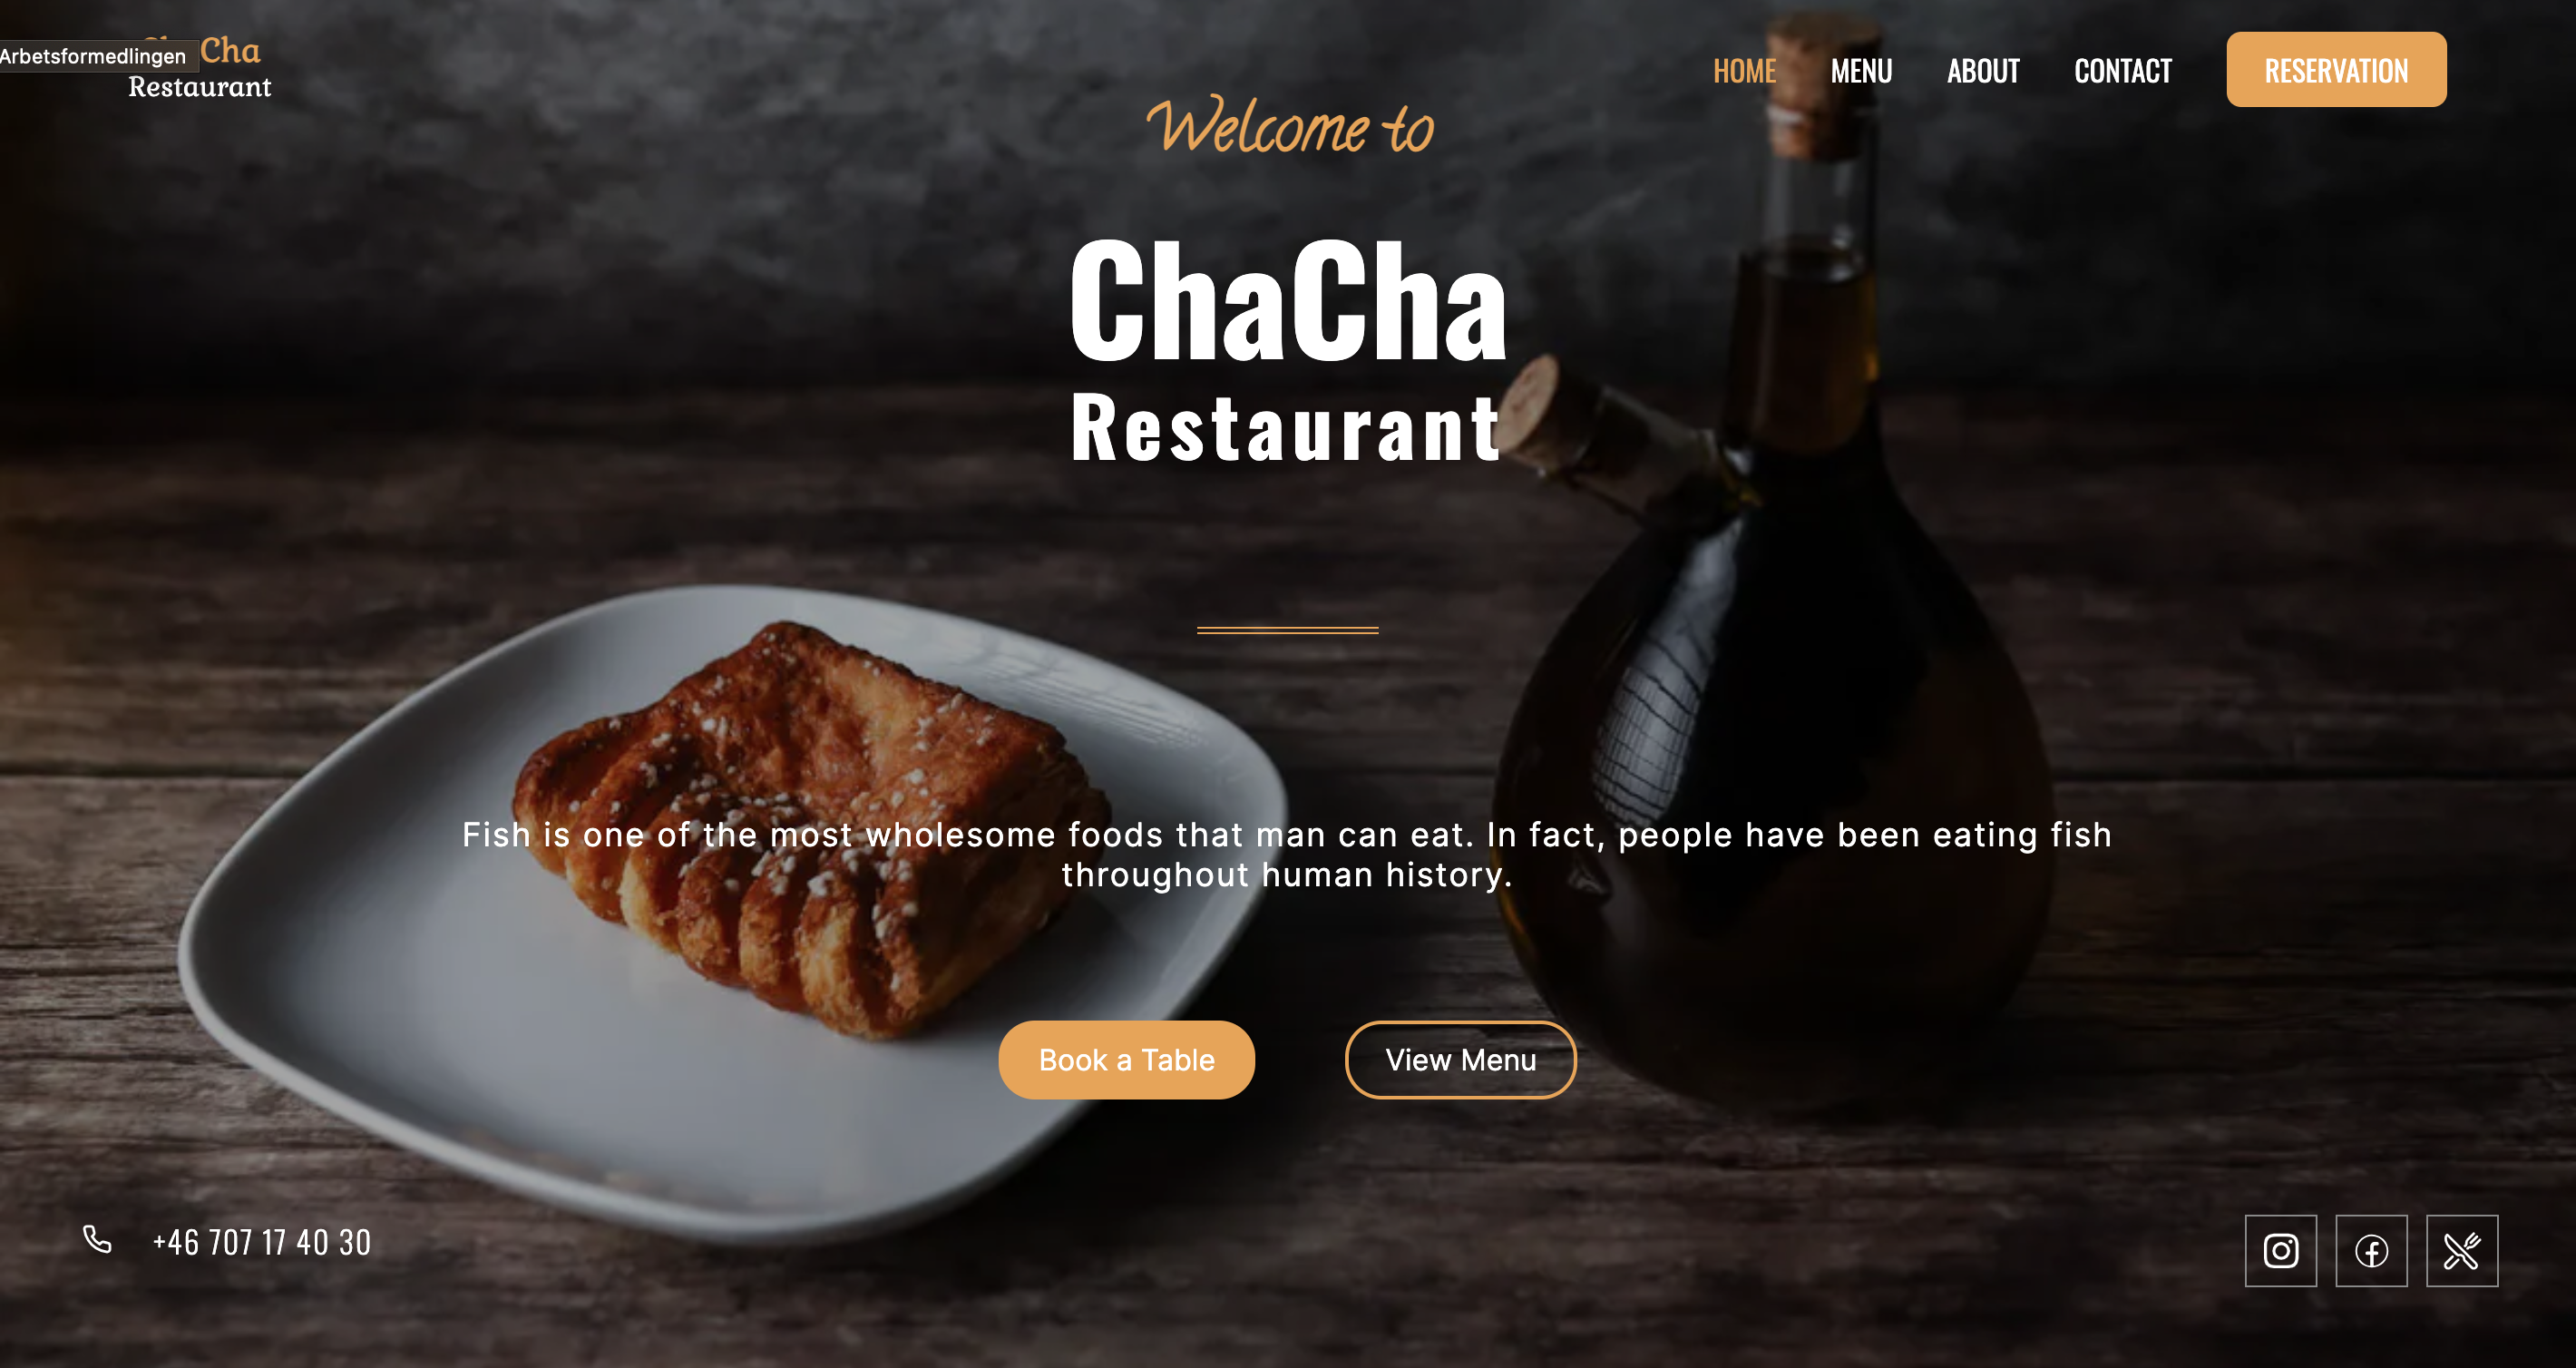 Arbetsformedlingen
Cha
Restaurant
HOME MENU ABOUT CONTACT RESERVATION
Welcome to
ChaCha
Restaurant
Fish is one of the most wholesome foods that man can eat. In fact, people have been eating fish
throughout human history.
Book a Table View Menu
+46 707 17 40 30